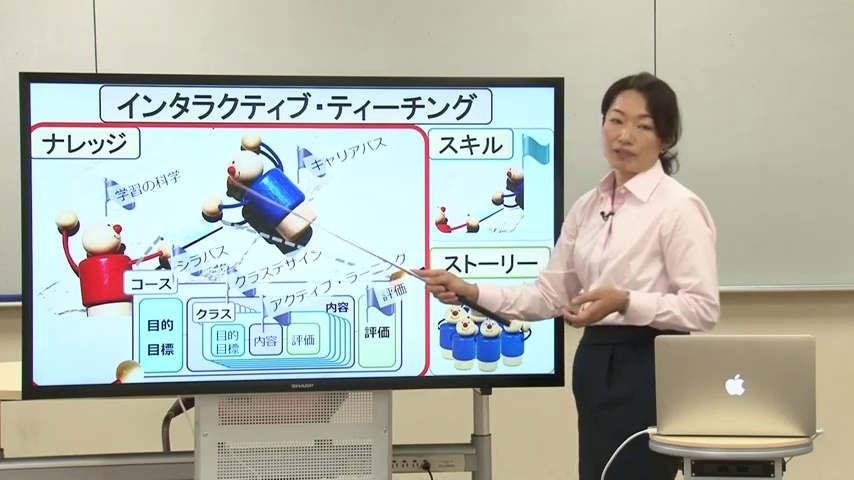 インタラクティブ・ティーチング
ナレッジ
スキル
ストーリー
学習の科学
キャリアパス
シラバス
クラスデザイン
アクティブ・ラーニング
評価
コース
目的
目標
クラス
目的
目標
内容
評価
内容
評価
SHARP